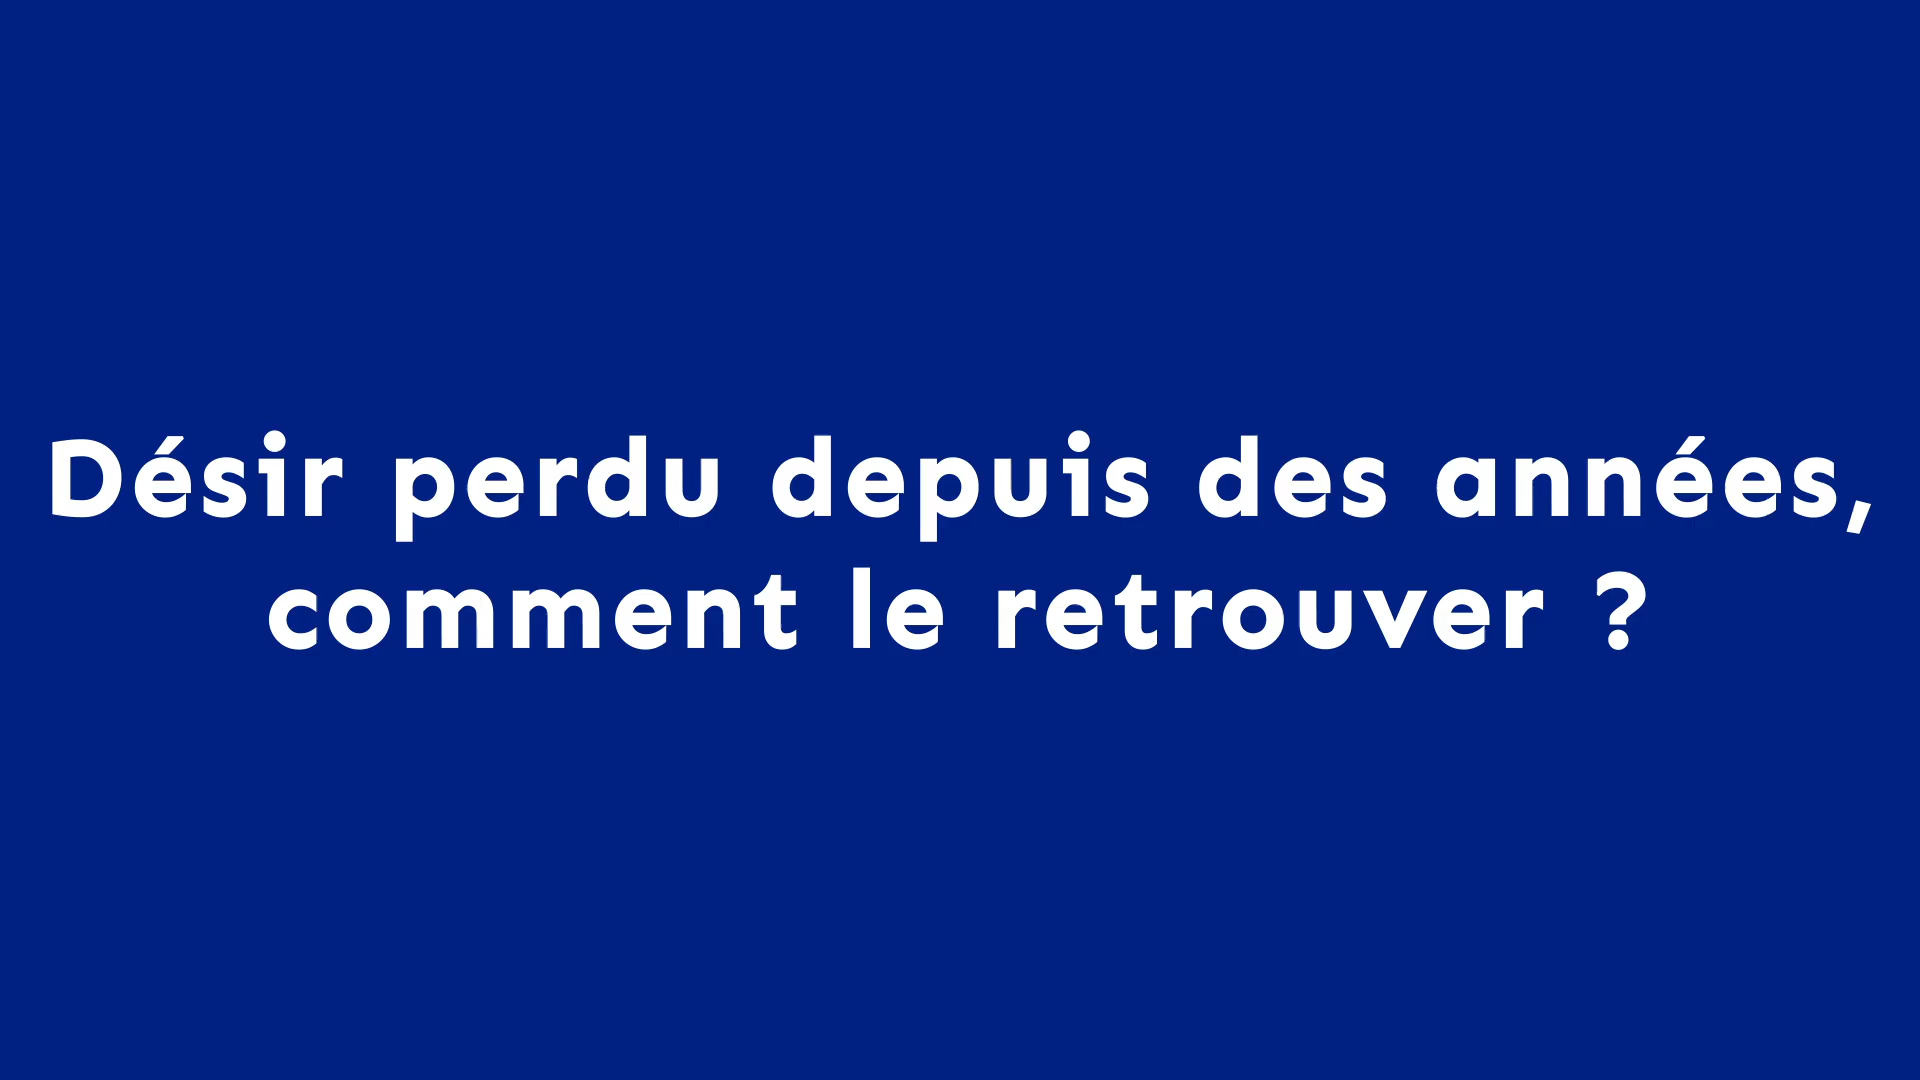 Désir perdu depuis des années,
comment le retrouver ?